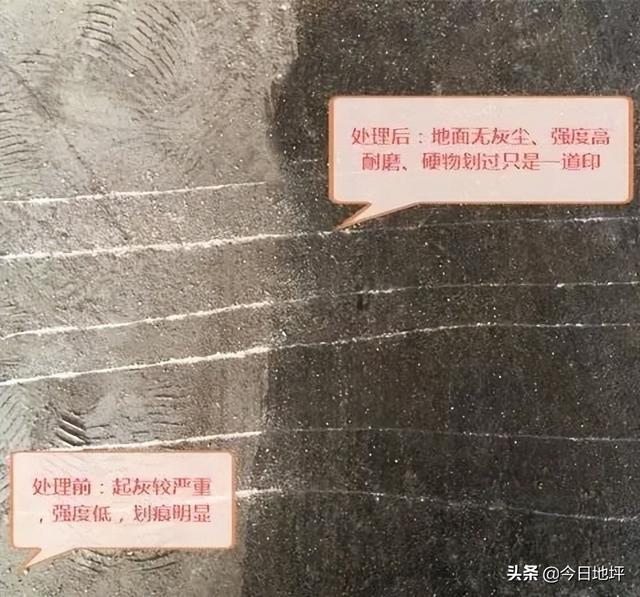 处理后：地面无灰尘、强度高
耐磨、硬物划过只是一道印
处理前：起灰较严重
，强度低，划痕明显
头条 @今日地坪